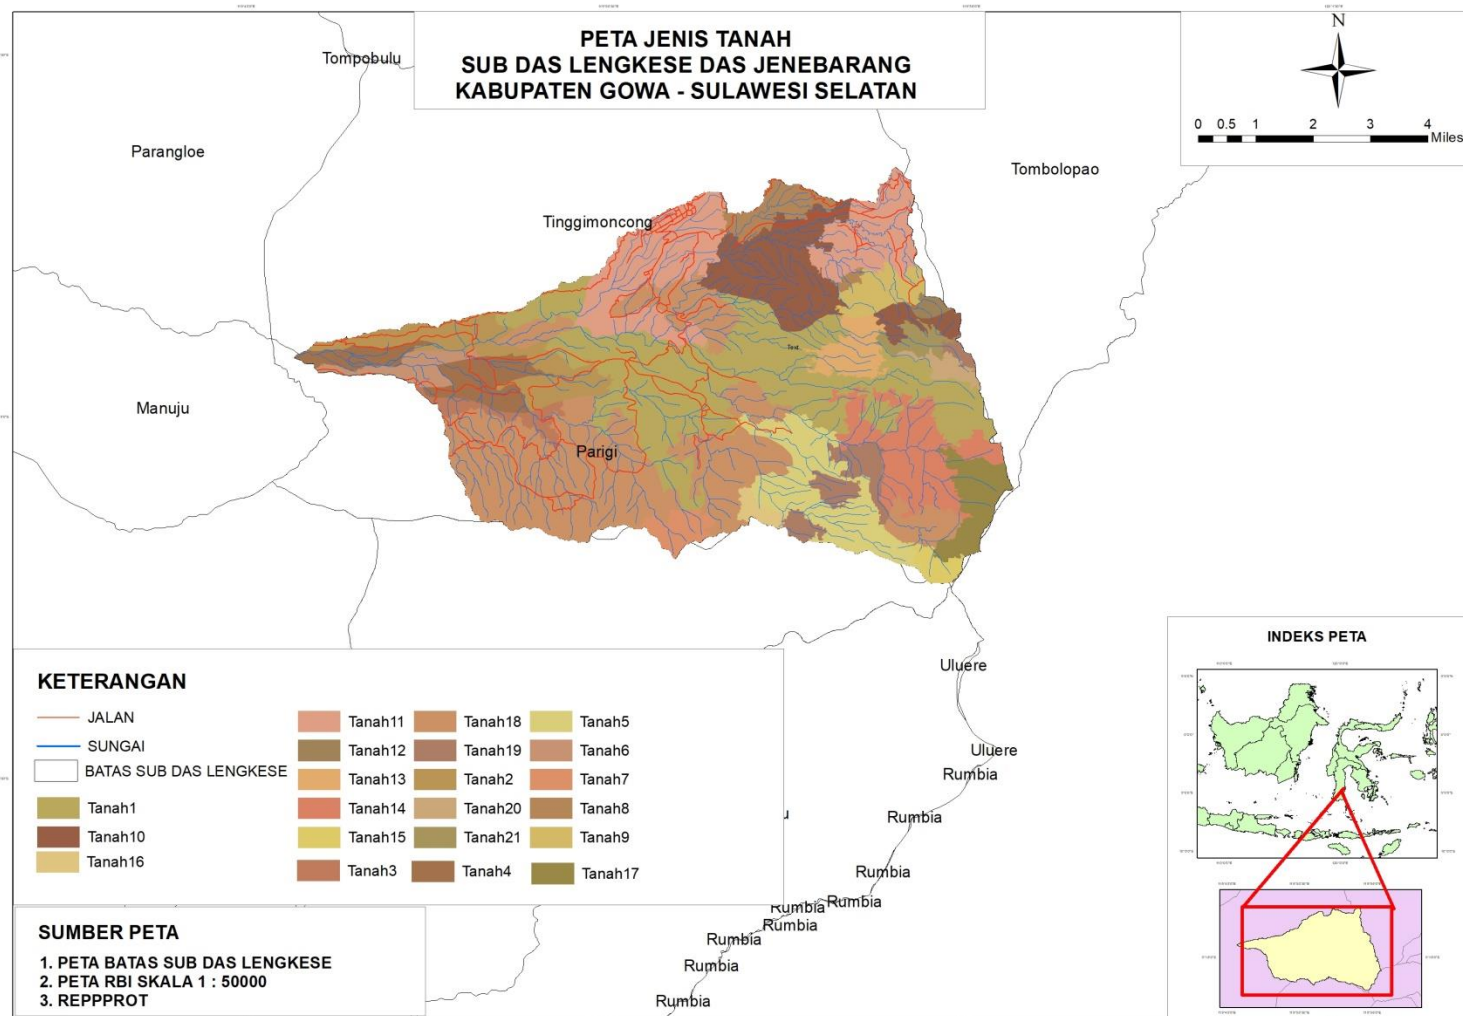 PETA JENIS TANAH
SUB DAS LENGKESE DAS JENEBARANG
KABUPATEN GOWA - SULAWESI SELATAN
N
0 0.5 1 2 3 4
Miles
Tompobulu
Parangloe
Tombolopao
Tinggimoncong
Manuju
Parigi
Uluere
Uluere
Rumbia
Rumbia
Rumbia
Rumbia
Rumbia
Rumbia
Rumbia
Rumbia
Rumbia
KETERANGAN
JALAN
SUNGAI
BATAS SUB DAS LENGKESE
Tanah1
Tanah10
Tanah16
Tanah11
Tanah12
Tanah13
Tanah14
Tanah15
Tanah3
Tanah18
Tanah19
Tanah2
Tanah20
Tanah21
Tanah4
Tanah5
Tanah6
Tanah7
Tanah8
Tanah9
Tanah17
SUMBER PETA
1. PETA BATAS SUB DAS LENGKESE
2. PETA RBI SKALA 1 : 50000
3. REPPPROT
INDEKS PETA